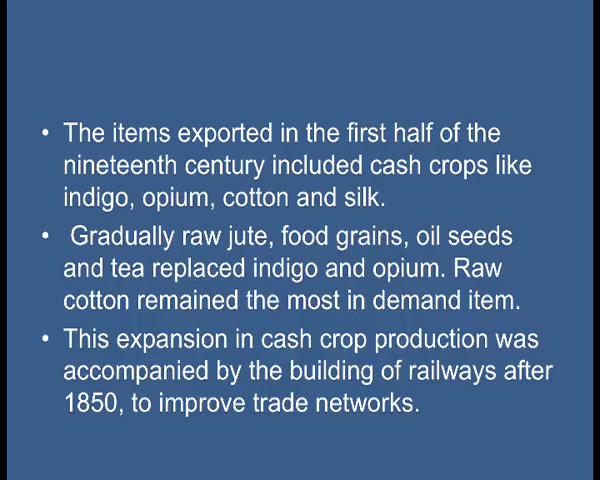 • The items exported in the first half of the
nineteenth century included cash crops like
indigo, opium, cotton and silk.
• Gradually raw jute, food grains, oil seeds
and tea replaced indigo and opium. Raw
cotton remained the most in demand item.
• This expansion in cash crop production was
accompanied by the building of railways after
1850, to improve trade networks.